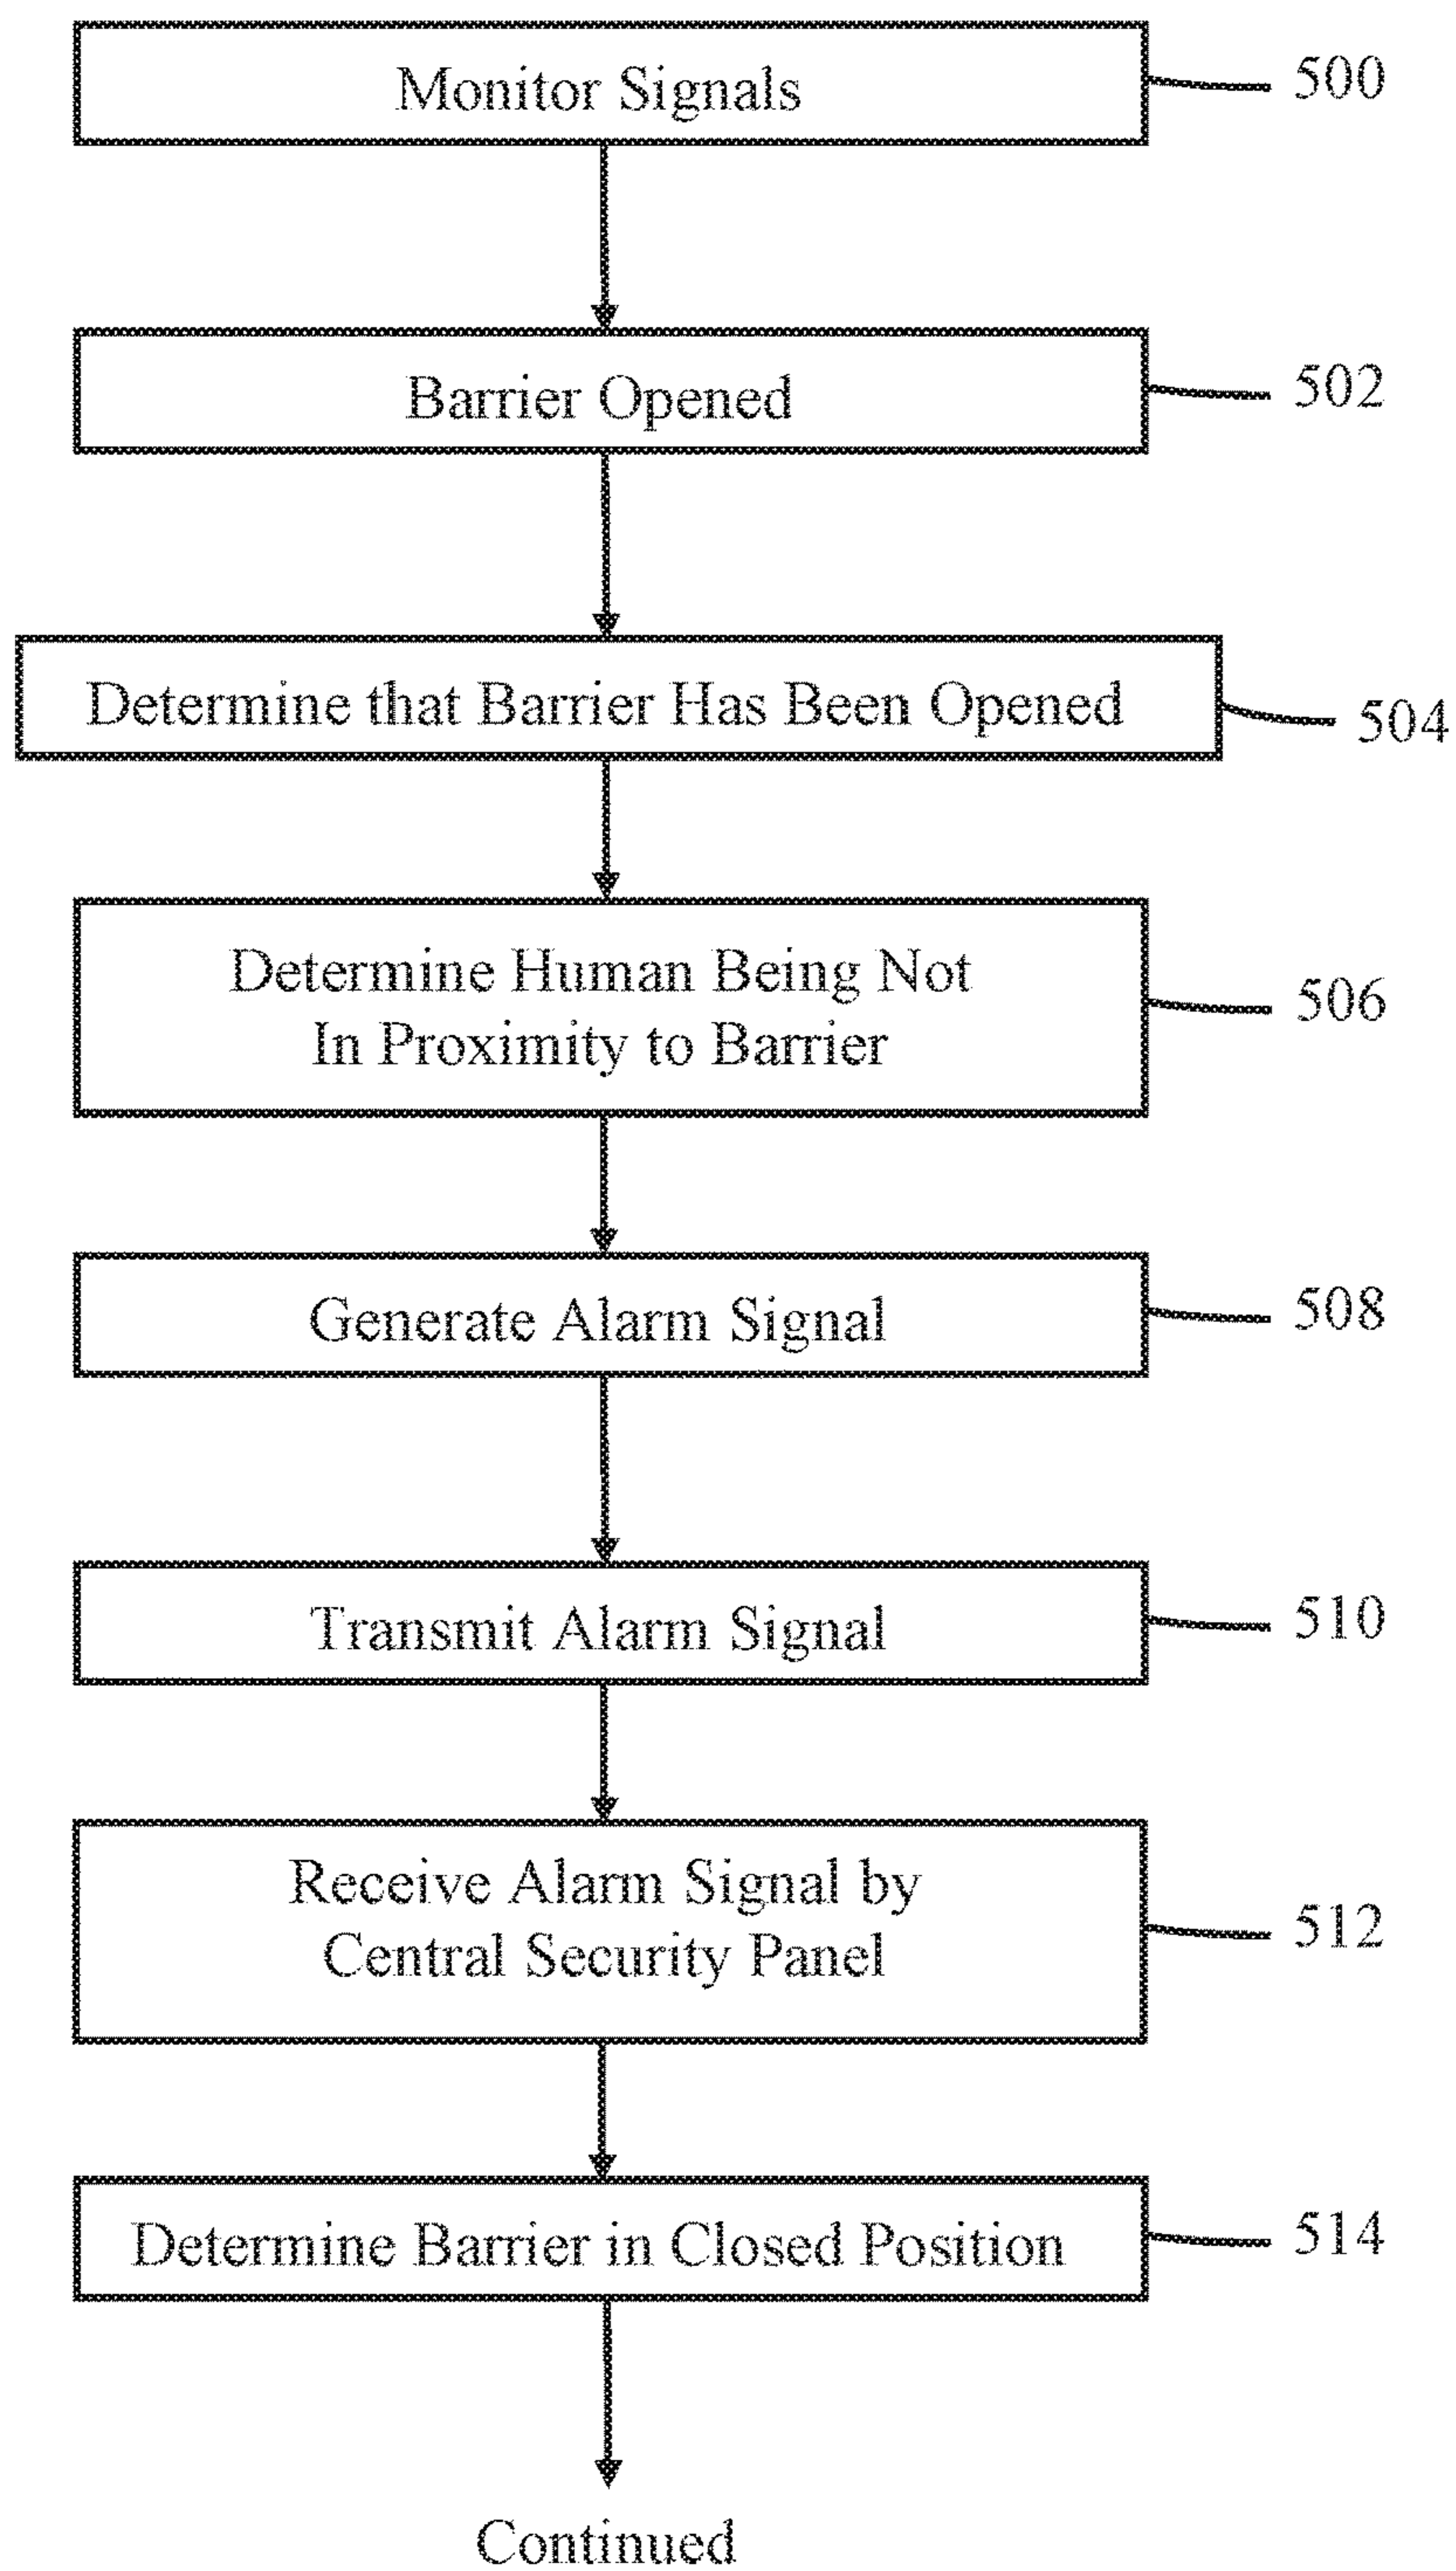 Monitor Signals
500
Barrier Opened
502
Determine that Barrier Has Been Opened
504
Determine Human Being Not
In Proximity to Barrier
506
Generate Alarm Signal
508
Transmit Alarm Signal
510
Receive Alarm Signal by
Central Security Panel
512
Determine Barrier in Closed Position
514
Continued